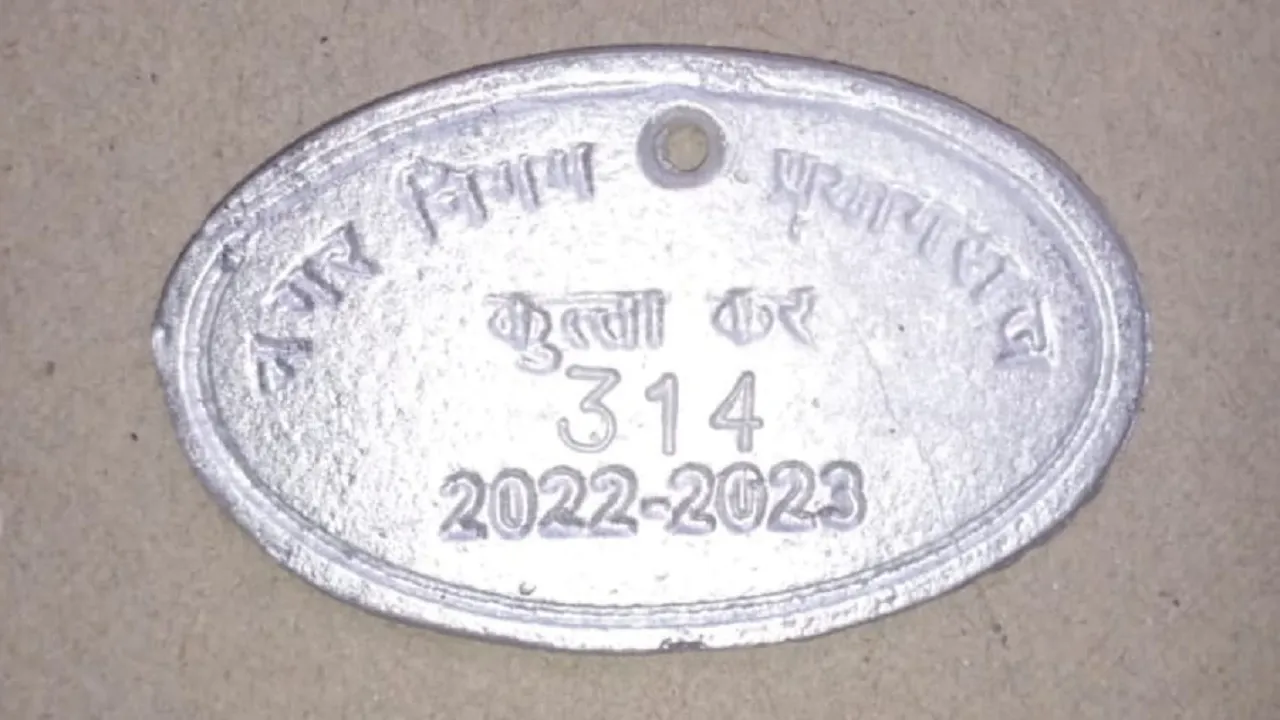 नगर निगम प्रयागराज
कुत्ता कर
314
2022-2023